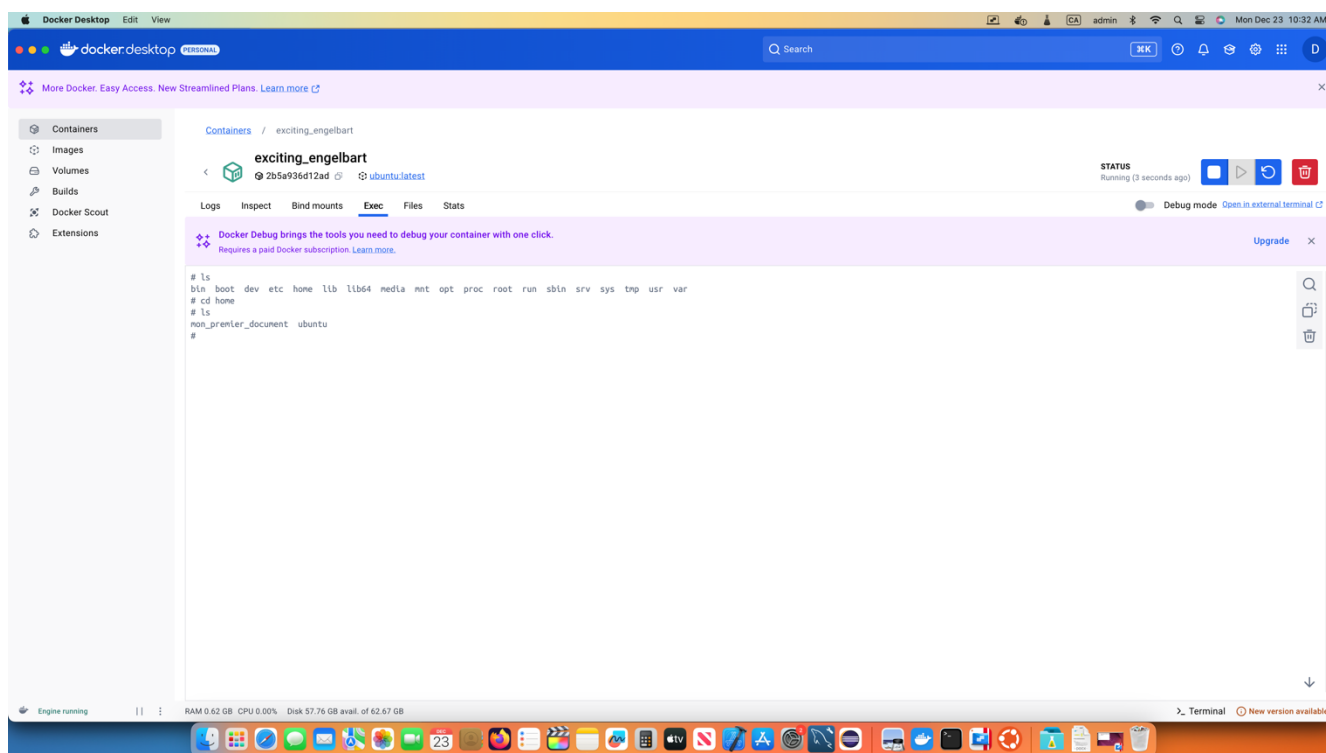 Docker Desktop Edit View CA admin Mon Dec 23 10:32 AM
docker.desktop PERSONAL Search ⌘K D
More Docker. Easy Access. New Streamlined Plans. Learn more
Containers
Images
Volumes
Builds
Docker Scout
Extensions
Containers / exciting_engelbart
exciting_engelbart
2b5a936d12ad ubuntu:latest
STATUS
Running (3 seconds ago)
Logs Inspect Bind mounts Exec Files Stats
Debug mode Open in external terminal
Docker Debug brings the tools you need to debug your container with one click.
Requires a paid Docker subscription. Learn more.
Upgrade
# ls
bin boot dev etc home lib lib64 media mnt opt proc root run sbin srv sys tmp usr var
# cd home
# ls
mon_premier_document ubuntu
#
Engine running RAM 0.62 GB CPU 0.00% Disk 57.76 GB avail. of 62.67 GB >_ Terminal New version available
DEC
23
tv